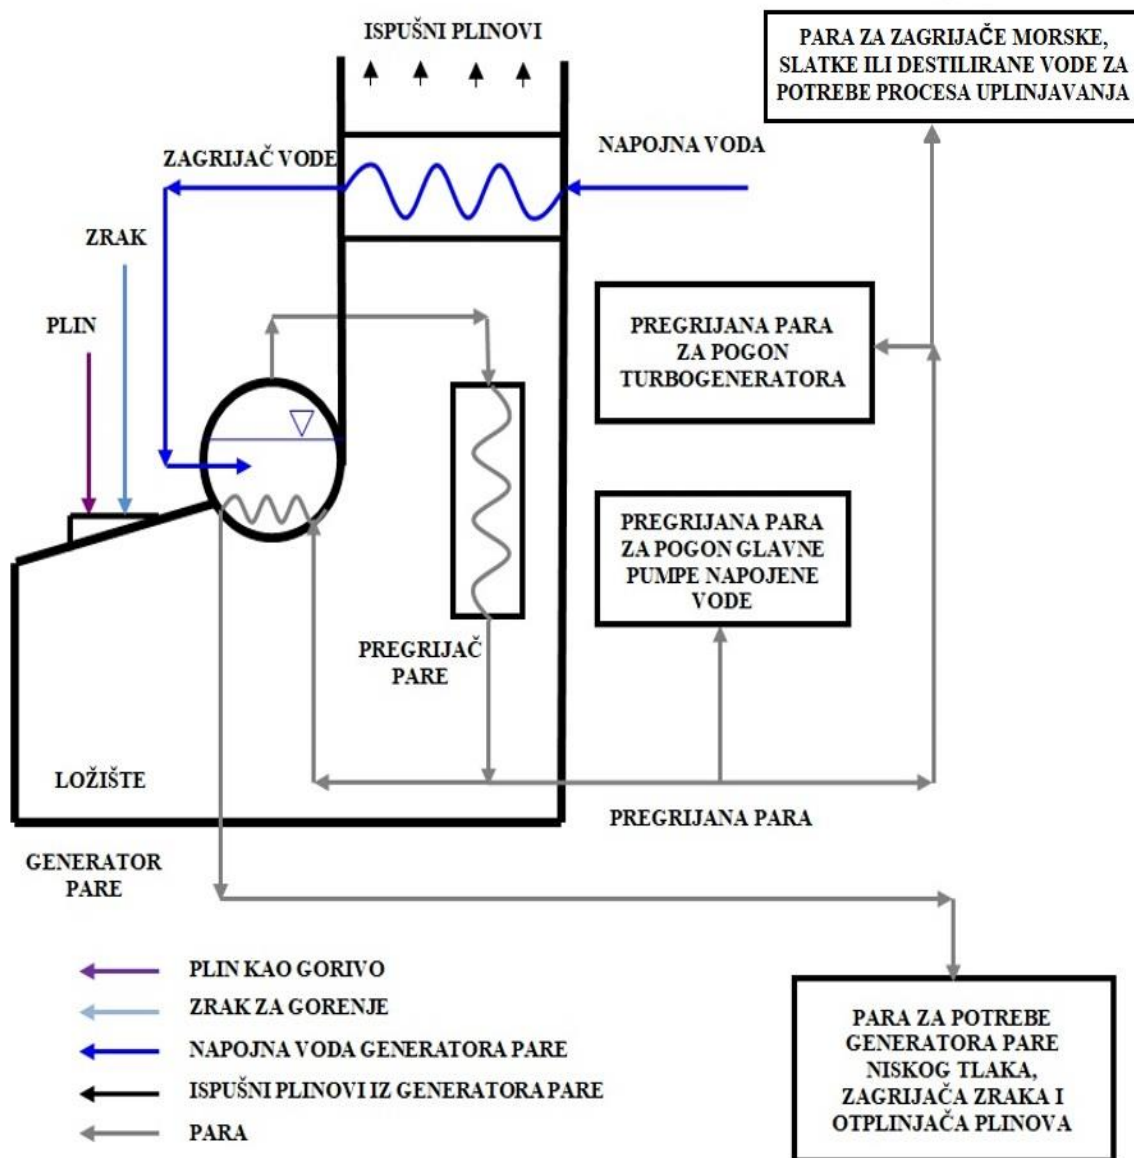 ISPUŠNI PLINOVI
PARA ZA ZAGRIJAČE MORSKE,
SLATKE ILI DESTILIRANE VODE ZA
POTREBE PROCESA UPLINJAVANJA
ZAGRIJAČ VODE
NAPOJNA VODA
ZRAK
PLIN
PREGRIJANA PARA
ZA POGON
TURBOGENERATORA
PREGRIJANA PARA
ZA POGON GLAVNE
PUMPE NAPOJENE
VODE
PREGRIJAČ
PARE
LOŽIŠTE
PREGRIJANA PARA
GENERATOR
PARE
PLIN KAO GORIVO
ZRAK ZA GORENJE
NAPOJNA VODA GENERATORA PARE
ISPUŠNI PLINOVI IZ GENERATORA PARE
PARA
PARA ZA POTREBE
GENERATORA PARE
NISKOG TLAKA,
ZAGRIJAČA ZRAKA I
OTPLINJAČA PLINOVA